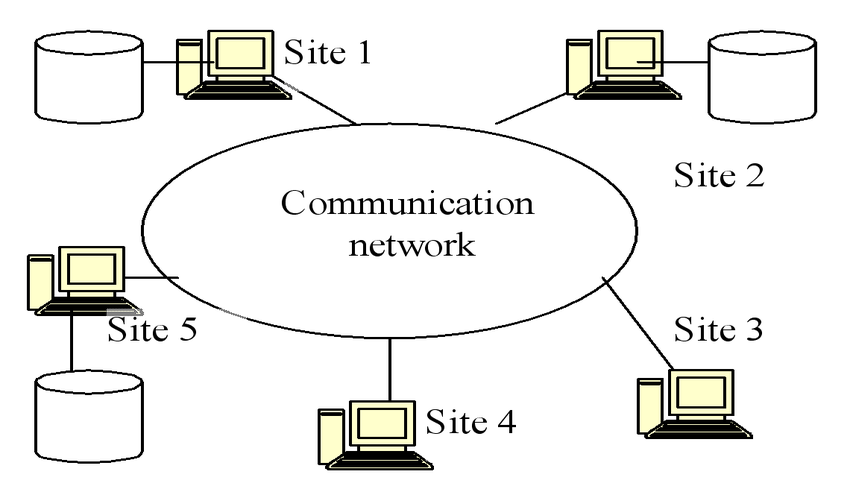 Site 1
Site 2
Communication
network
Site 5
Site 3
Site 4